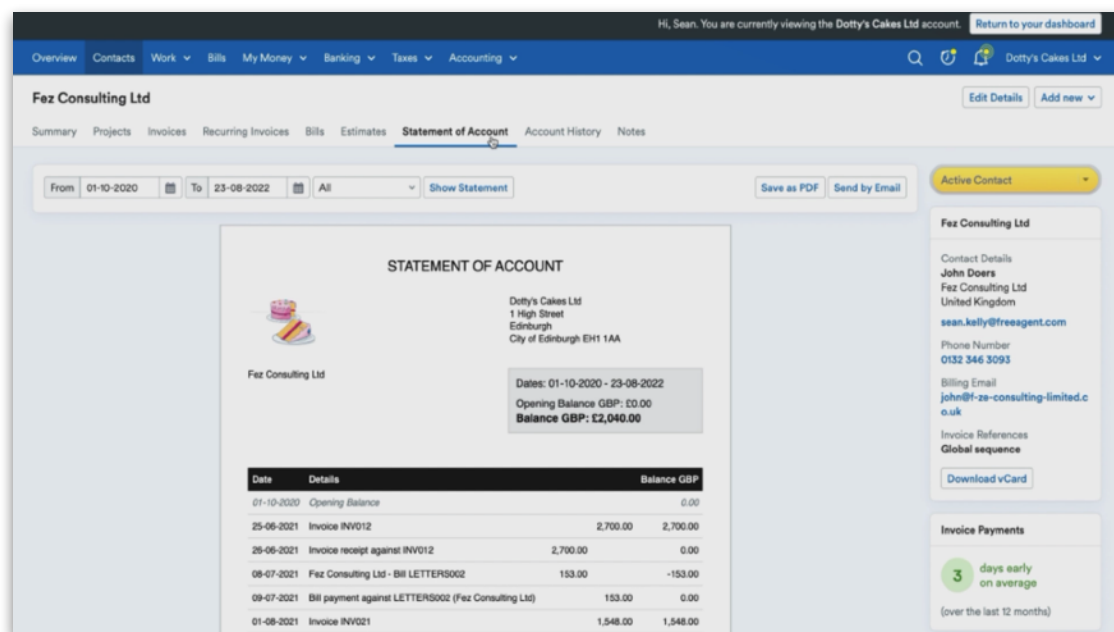 Hi, Sean. You are currently viewing the Dotty's Cakes Ltd account. Return to your dashboard
Overview Contacts Work Bills My Money Banking Taxes Accounting Dotty's Cakes Ltd
Fez Consulting Ltd Edit Details Add new
Summary Projects Invoices Recurring Invoices Bills Estimates Statement of Account Account History Notes
From 01-10-2020 To 23-08-2022 All Show Statement Save as PDF Send by Email
STATEMENT OF ACCOUNT
Dotty's Cakes Ltd
1 High Street
Edinburgh
City of Edinburgh EH1 1AA
Fez Consulting Ltd
Dates: 01-10-2020 - 23-08-2022
Opening Balance GBP: £0.00
Balance GBP: £2,040.00
Date Details Balance GBP
01-10-2020 Opening Balance 0.00
25-06-2021 Invoice INV012 2,700.00 2,700.00
26-06-2021 Invoice receipt against INV012 2,700.00 0.00
08-07-2021 Fez Consulting Ltd - Bill LETTERS002 153.00 -153.00
09-07-2021 Bill payment against LETTERS002 (Fez Consulting Ltd) 153.00 0.00
01-08-2021 Invoice INV021 1,548.00 1,548.00
Active Contact
Fez Consulting Ltd
Contact Details
John Doers
Fez Consulting Ltd
United Kingdom
sean.kelly@freeagent.com
Phone Number
0132 346 3093
Billing Email
john@f-ze-consulting-limited.c
o.uk
Invoice References
Global sequence
Download vCard
Invoice Payments
3 days early
on average
(over the last 12 months)